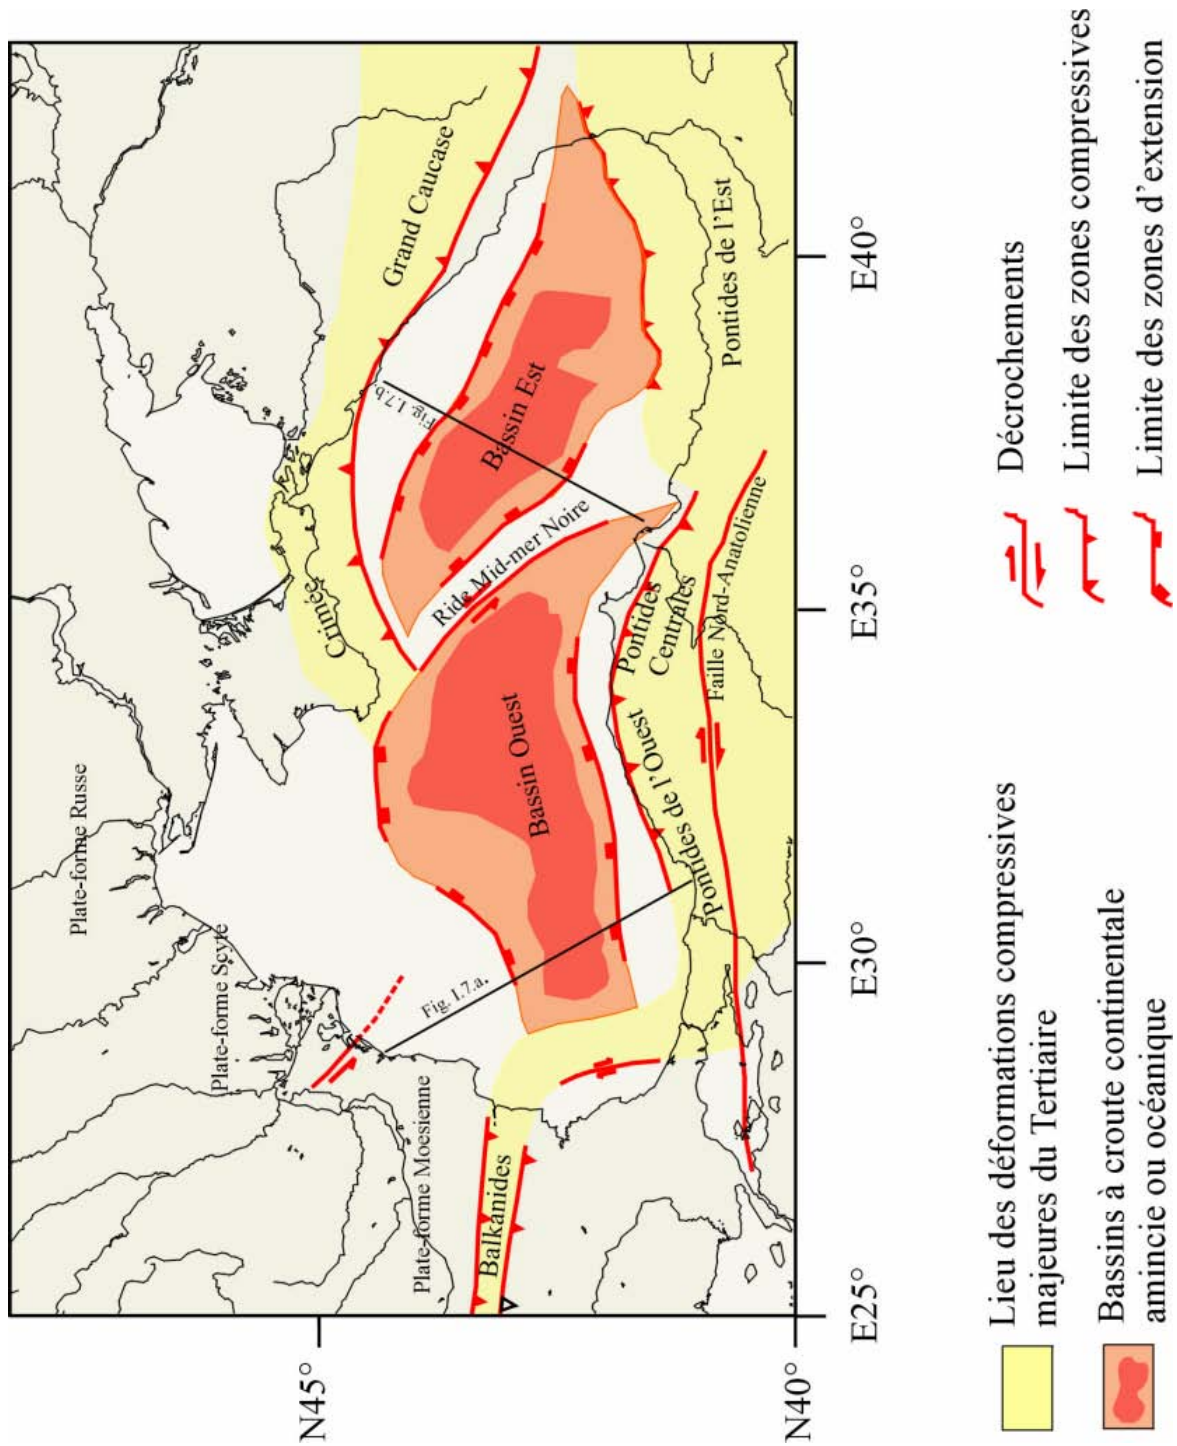 Plate-forme Russe
Plate-forme Scyte
Plate-forme Moesienne
Balkanides
Crimée
Grand Caucase
Fig. I.7.a.
Fig. I.7.b.
Bassin Ouest
Bassin Est
Ride Mid-mer Noire
Pontides de l'Ouest
Pontides
Centrales
Pontides de l'Est
Faille Nord-Anatolienne
N45°
N40°
E25°
E30°
E35°
E40°
Lieu des déformations compressives
majeures du Tertiaire
Bassins à croute continentale
amincie ou océanique
Décrochements
Limite des zones compressives
Limite des zones d'extension